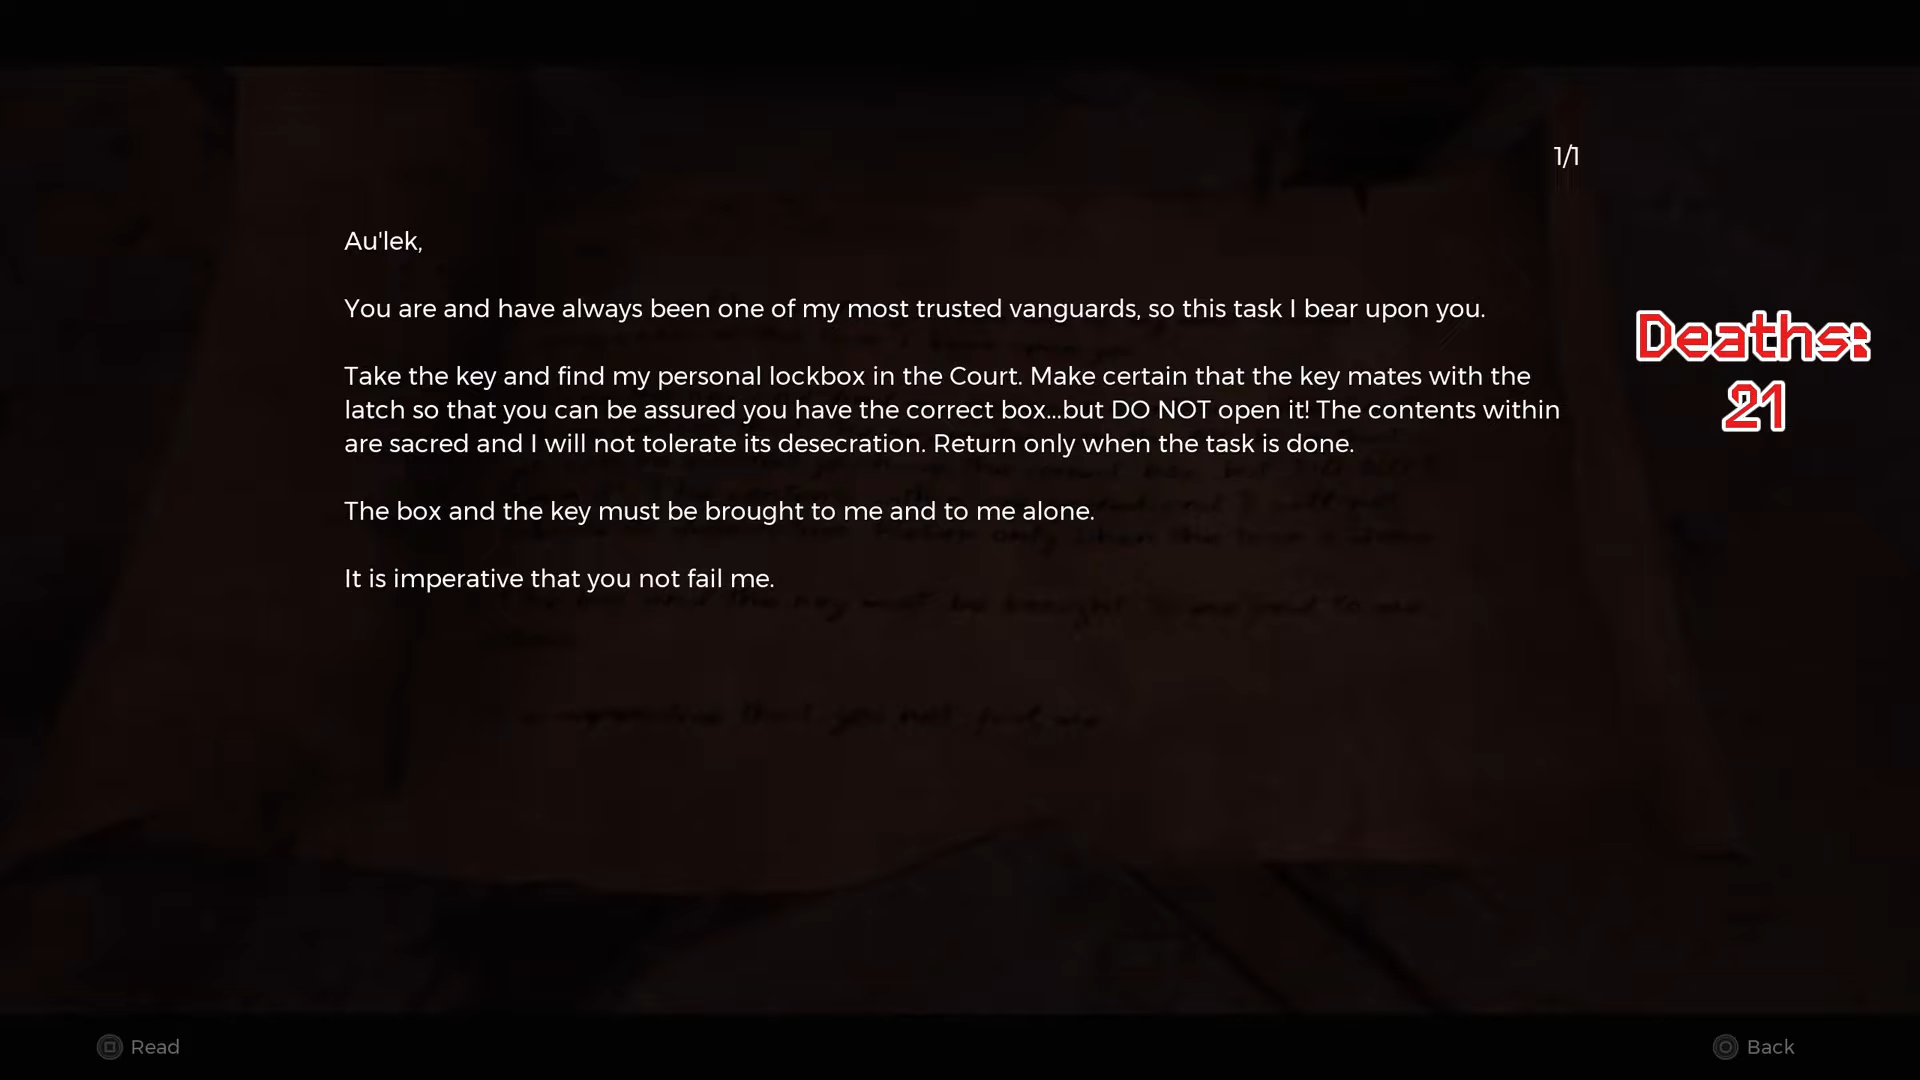 1/1
Au'lek,
You are and have always been one of my most trusted vanguards, so this task I bear upon you.
Deaths:
21
Take the key and find my personal lockbox in the Court. Make certain that the key mates with the
latch so that you can be assured you have the correct box...but DO NOT open it! The contents within
are sacred and I will not tolerate its desecration. Return only when the task is done.
The box and the key must be brought to me and to me alone.
It is imperative that you not fail me.
Read
Back